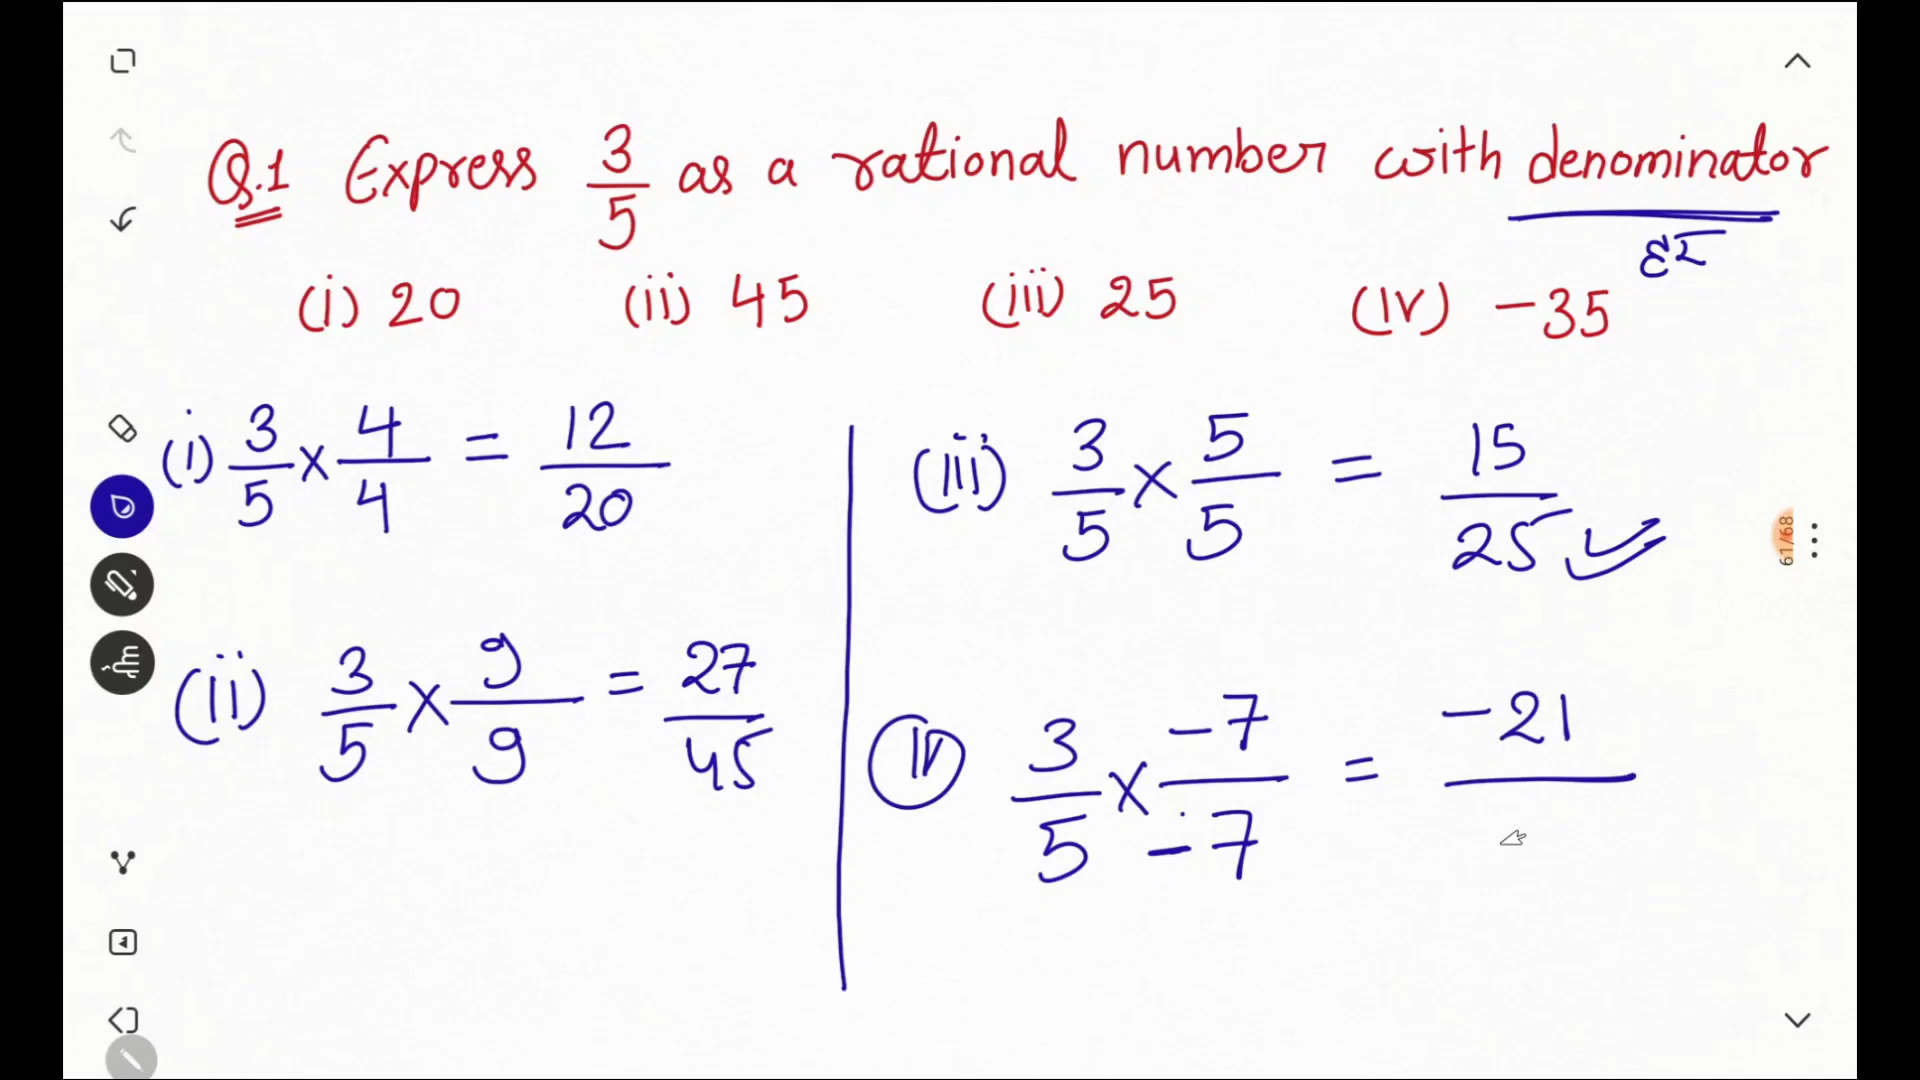 Q.1 Express 3/5 as a rational number with denominator
(i) 20 (ii) 45 (iii) 25 (iv) -35
(i) 3/5 × 4/4 = 12/20
(ii) 3/5 × 9/9 = 27/45
(iii) 3/5 × 5/5 = 15/25
(iv) 3/5 × -7/-7 = -21/
61/68